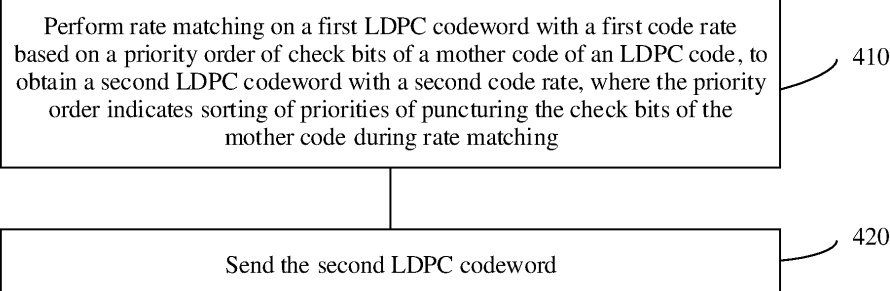 Perform rate matching on a first LDPC codeword with a first code rate
based on a priority order of check bits of a mother code of an LDPC code, to
obtain a second LDPC codeword with a second code rate, where the priority
order indicates sorting of priorities of puncturing the check bits of the
mother code during rate matching
410
Send the second LDPC codeword
420